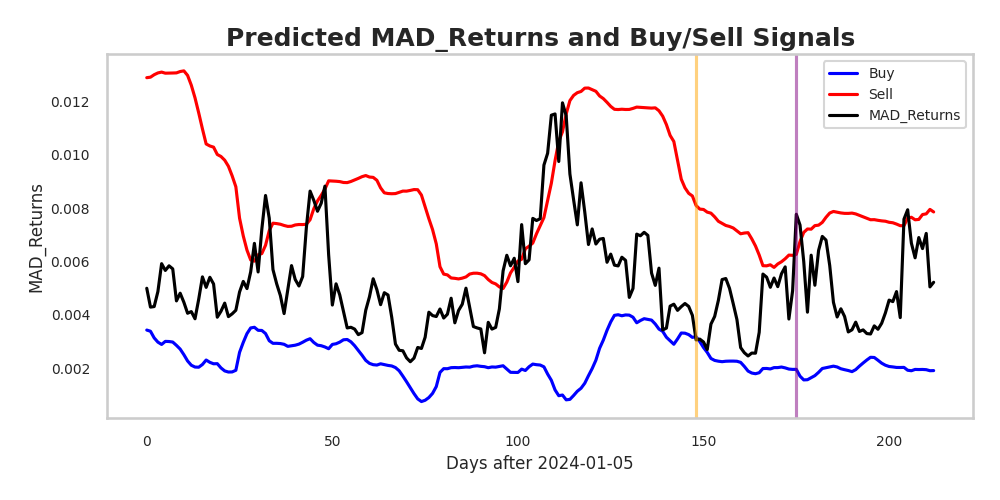 Predicted MAD_Returns and Buy/Sell Signals
Buy
Sell
MAD_Returns
MAD_Returns
0.012
0.010
0.008
0.006
0.004
0.002
0
50
100
150
200
Days after 2024-01-05